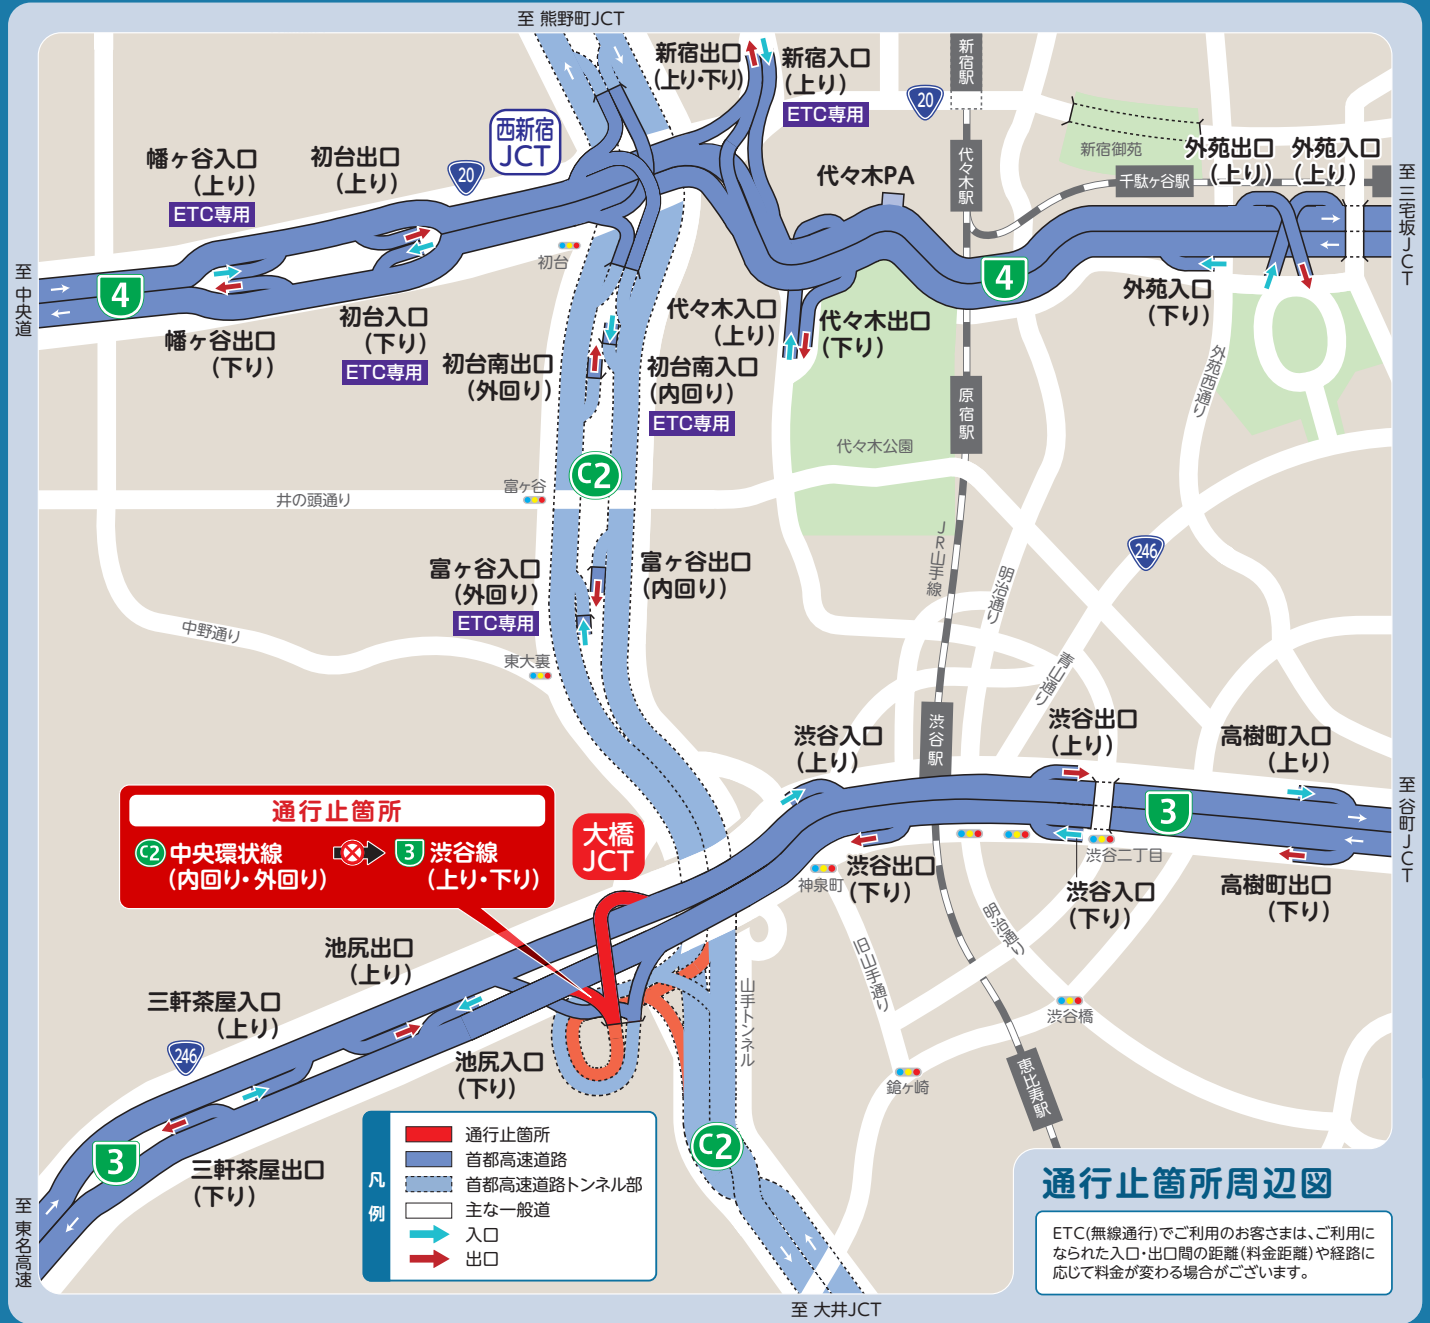 至 熊野町JCT
新宿出口
(上り・下り)
新宿入口
(上り)
ETC専用
新宿駅
20
西新宿
JCT
幡ヶ谷入口
(上り)
ETC専用
初台出口
(上り)
20
代々木PA
代々木駅
新宿御苑
千駄ヶ谷駅
外苑出口
(上り)
外苑入口
(上り)
至 三宅坂JCT
至 中央道
4
初台
幡ヶ谷出口
(下り)
初台入口
(下り)
ETC専用
初台南出口
(外回り)
初台南入口
(内回り)
ETC専用
代々木入口
(上り)
代々木出口
(下り)
4
外苑入口
(下り)
外苑西通り
原宿駅
代々木公園
C2
富ヶ谷
井の頭通り
JR山手線
明治通り
246
富ヶ谷入口
(外回り)
ETC専用
富ヶ谷出口
(内回り)
中野通り
東大裏
青山通り
渋谷駅
渋谷入口
(上り)
渋谷出口
(上り)
高樹町入口
(上り)
至 谷町JCT
3
通行止箇所
C2 中央環状線
(内回り・外回り)
3 渋谷線
(上り・下り)
大橋
JCT
神泉町
渋谷出口
(下り)
渋谷二丁目
渋谷入口
(下り)
高樹町出口
(下り)
明治通り
旧山手通り
山手トンネル
池尻出口
(上り)
三軒茶屋入口
(上り)
246
池尻入口
(下り)
渋谷橋
鎗ヶ崎
恵比寿駅
3
三軒茶屋出口
(下り)
至 東名高速
凡例
通行止箇所
首都高速道路
首都高速道路トンネル部
主な一般道
入口
出口
C2
通行止箇所周辺図
ETC(無線通行)でご利用のお客さまは、ご利用に
なられた入口・出口間の距離(料金距離)や経路に
応じて料金が変わる場合がございます。
至 大井JCT